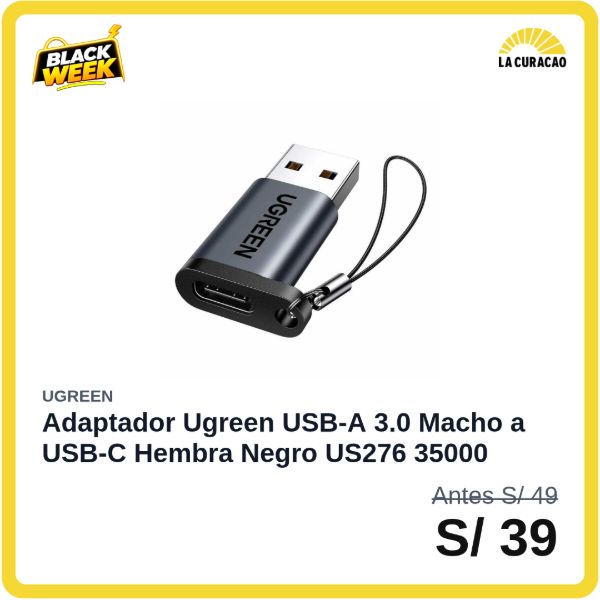 BLACK
WEEK
LA CURACAO
UGREEN
UGREEN
Adaptador Ugreen USB-A 3.0 Macho a
USB-C Hembra Negro US276 35000
Antes S/ 49
S/ 39